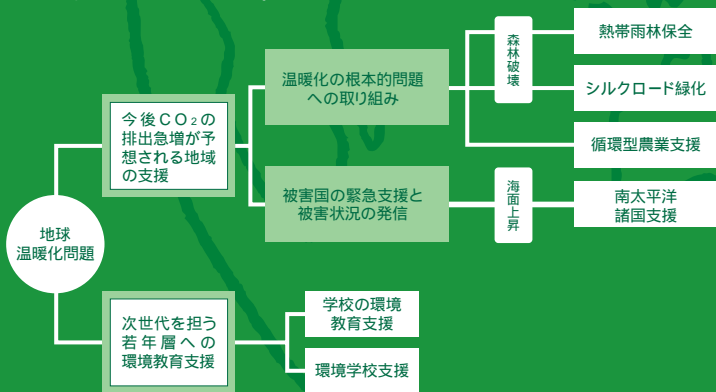 地球
温暖化問題
今後CO₂の
排出急増が予
想される地域
の支援
温暖化の根本的問題
への取り組み
森林破壊
熱帯雨林保全
シルクロード緑化
循環型農業支援
被害国の緊急支援と
被害状況の発信
海面上昇
南太平洋
諸国支援
次世代を担う
若年層への
環境教育支援
学校の環境
教育支援
環境学校支援